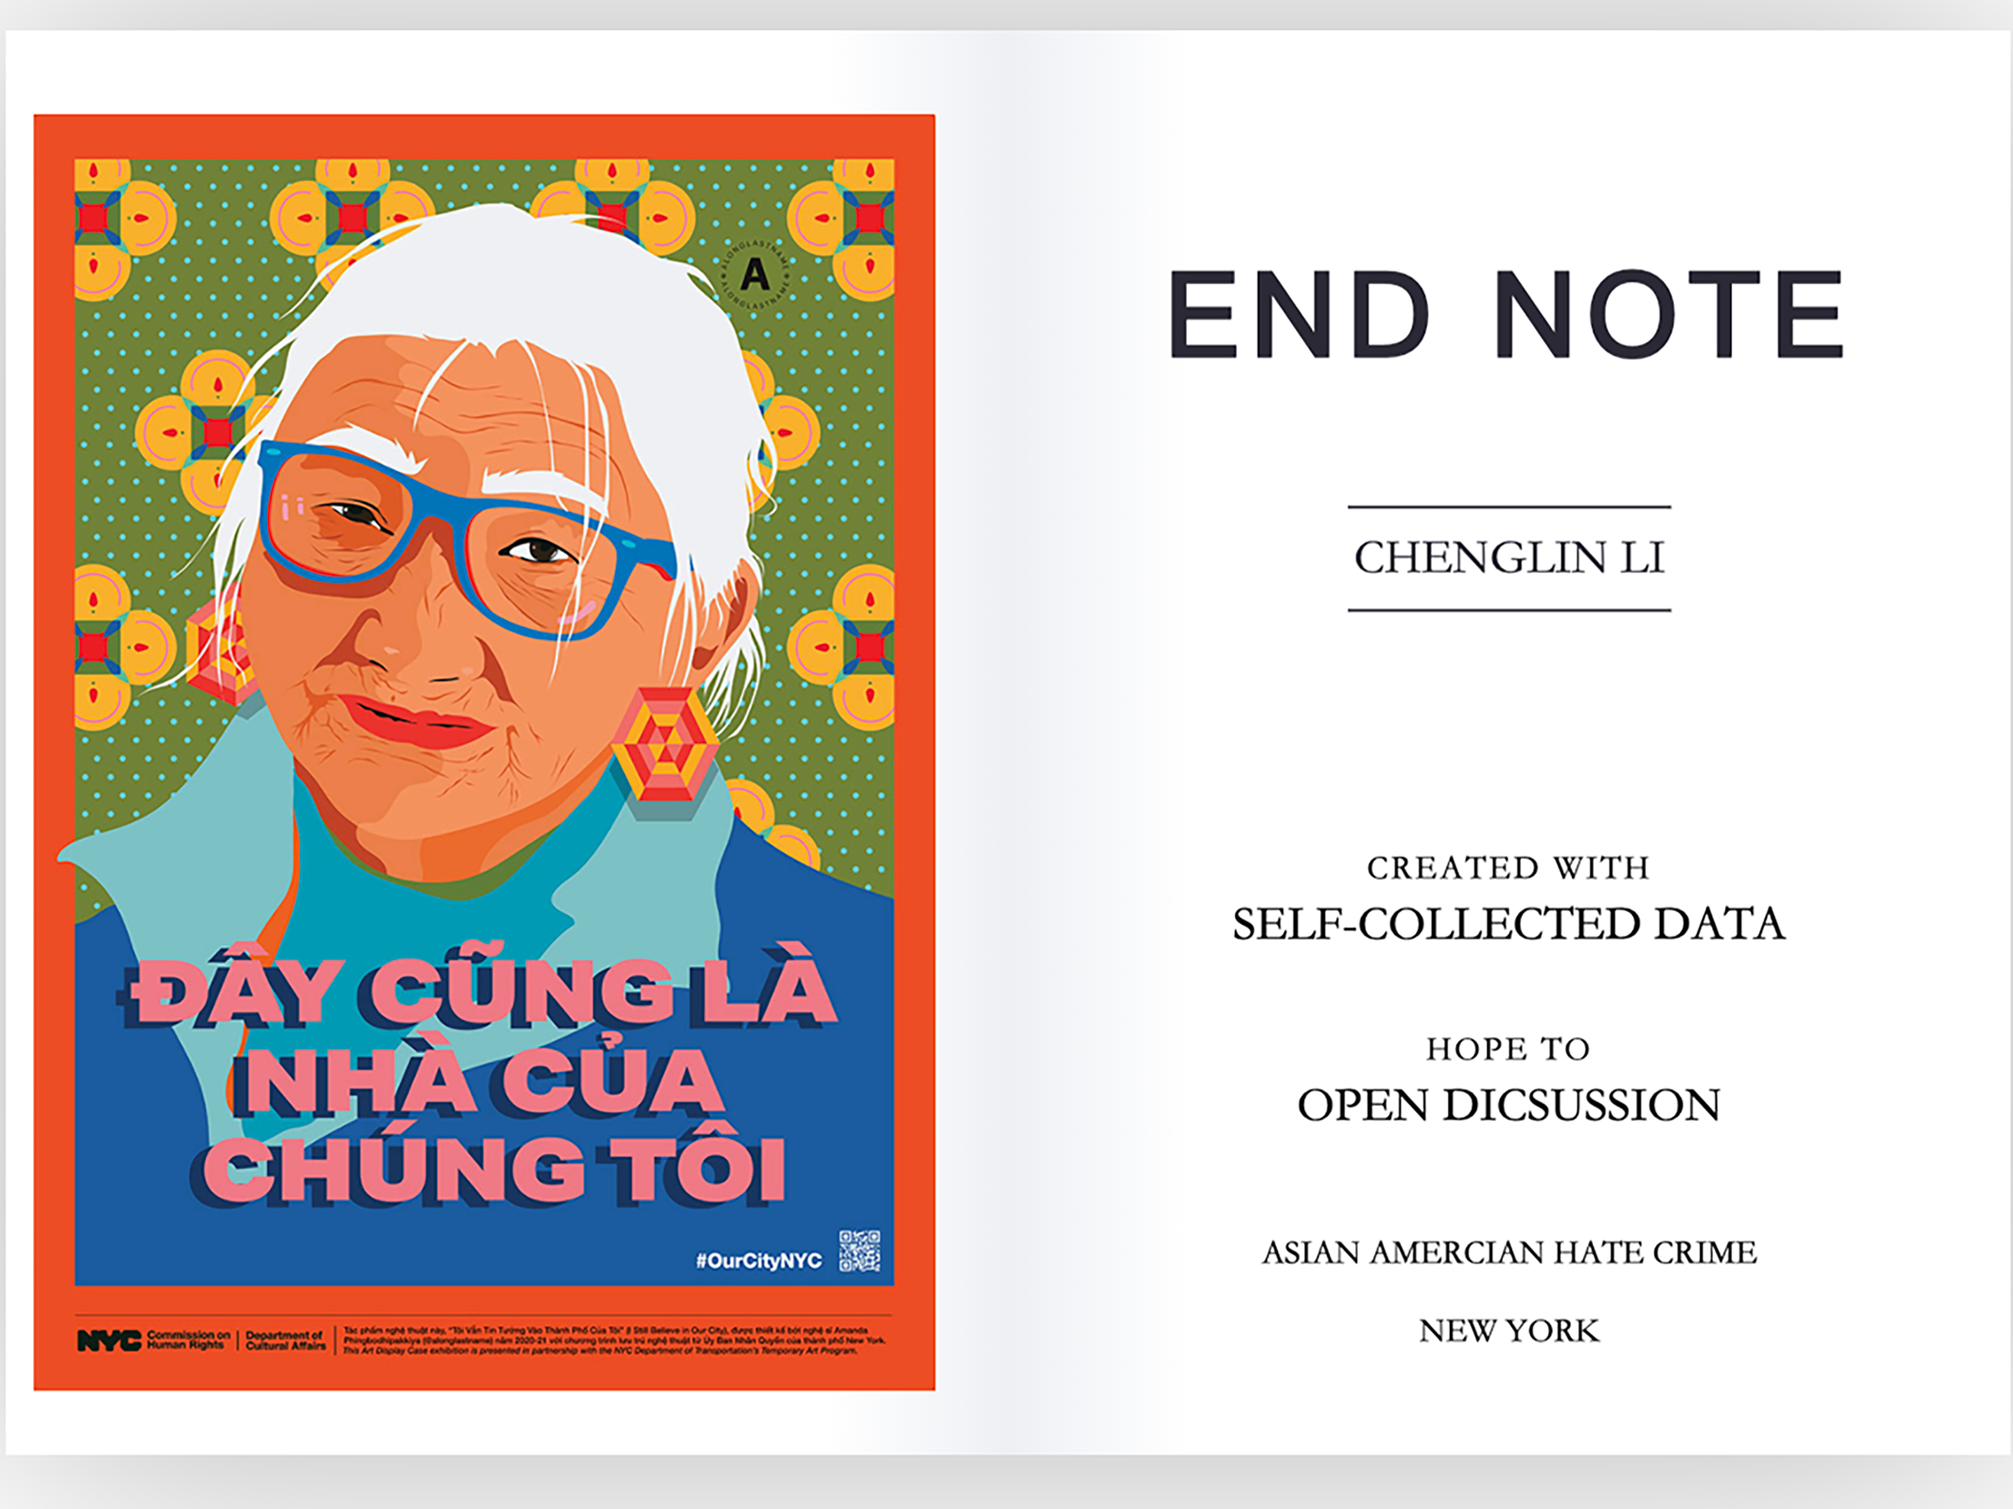 ALONGLASTNAME
A
ALONGLASTNAME
ĐÂY CŨNG LÀ
NHÀ CỦA
CHÚNG TÔI
#OurCityNYC
NYC
Commission on
Human Rights
Department of
Cultural Affairs
Tác phẩm nghệ thuật này, "Tôi Vẫn Tin Tưởng Vào Thành Phố Của Tôi" (I Still Believe in Our City), được thiết kế bởi nghệ sĩ Amanda
Phingbodhipakkiya (@alonglastname) năm 2020-21 với chương trình lưu trú nghệ thuật từ Ủy Ban Nhân Quyền của thành phố New York.
This Art Display Case exhibition is presented in partnership with the NYC Department of Transportation's Temporary Art Program.
END NOTE
CHENGLIN LI
CREATED WITH
SELF-COLLECTED DATA
HOPE TO
OPEN DICSUSSION
ASIAN AMERCIAN HATE CRIME
NEW YORK